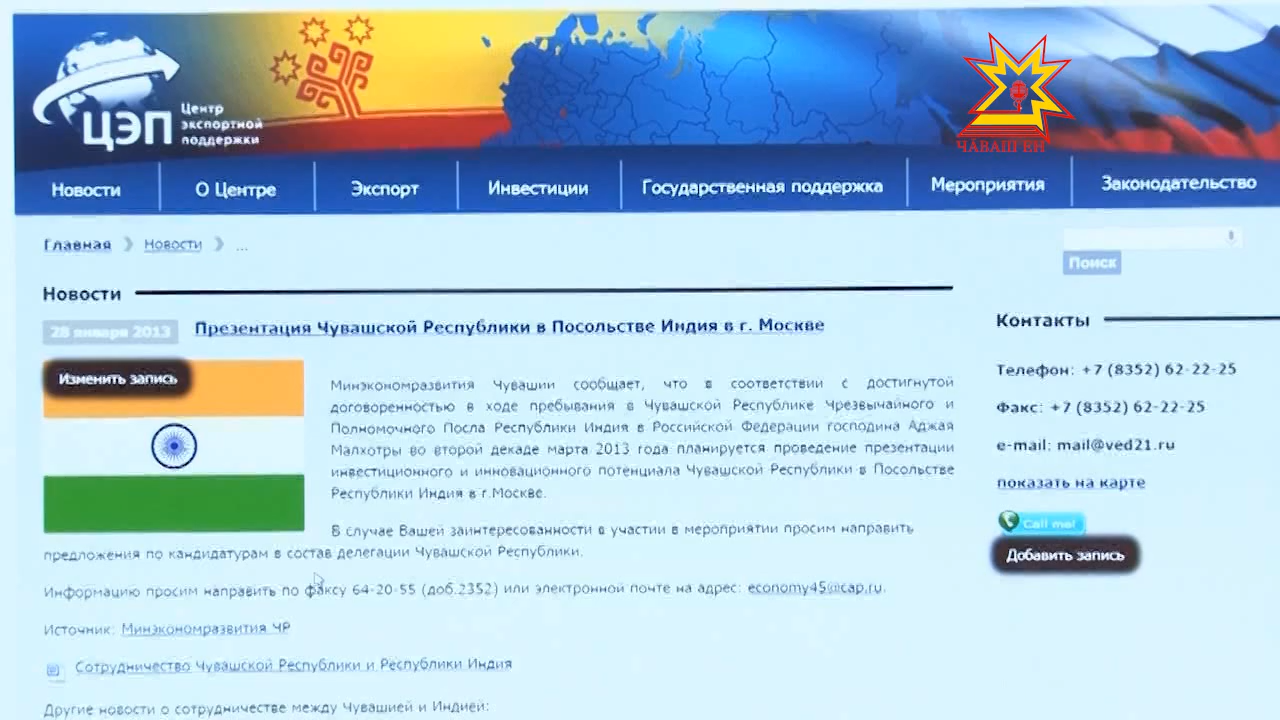 ЦЭП
Центр
экспортной
поддержки
ЧӐВАШ ЕН
Новости
О Центре
Экспорт
Инвестиции
Государственная поддержка
Мероприятия
Законодательство
Главная
Новости
...
Поиск
Новости
28 января 2013
Презентация Чувашской Республики в Посольстве Индия в г. Москве
Изменить запись
Минэкономразвития Чувашии сообщает, что в соответствии с достигнутой
договоренностью в ходе пребывания в Чувашской Республике Чрезвычайного и
Полномочного Посла Республики Индия в Российской Федерации господина Аджая
Малхотры во второй декаде марта 2013 года планируется проведение презентации
инвестиционного и инновационного потенциала Чувашской Республики в Посольстве
Республики Индия в г.Москве.
В случае Вашей заинтересованности в участии в мероприятии просим направить
предложения по кандидатурам в состав делегации Чувашской Республики.
Информацию просим направить по факсу 64-20-55 (доб.2352) или электронной почте на адрес: economy45@cap.ru.
Источник: Минэкономразвития ЧР
Сотрудничество Чувашской Республики и Республики Индия
Другие новости о сотрудничестве между Чувашией и Индией:
Контакты
Телефон: +7 (8352) 62-22-25
Факс: +7 (8352) 62-22-25
e-mail: mail@ved21.ru
показать на карте
Call me!
Добавить запись